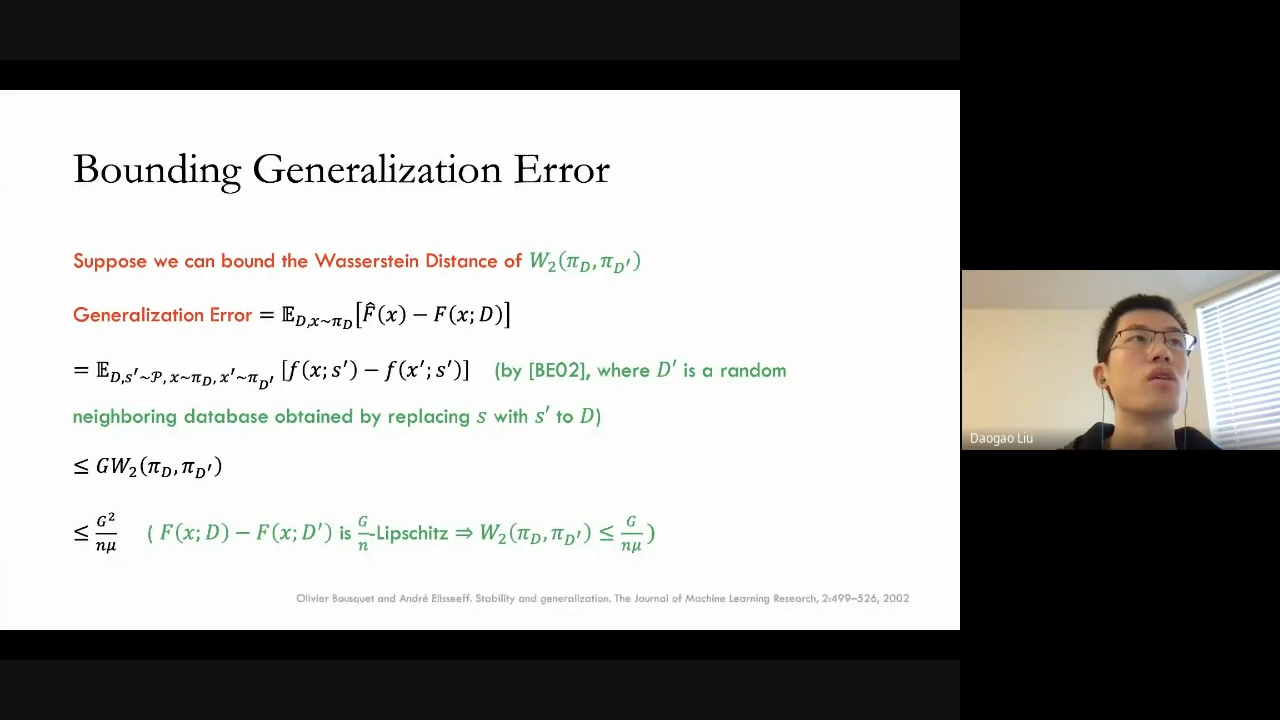 Bounding Generalization Error
Suppose we can bound the Wasserstein Distance of W₂(π_D, π_D′)
Generalization Error = 𝔼_{D,x~π_D}[F̂(x) − F(x; D)]
= 𝔼_{D,s′~𝒫, x~π_D, x′~π_D′} [f(x; s′) − f(x′; s′)] (by [BE02], where D′ is a random
neighboring database obtained by replacing s with s′ to D)
≤ GW₂(π_D, π_D′)
≤ G²/nμ ( F(x; D) − F(x; D′) is G/n-Lipschitz ⇒ W₂(π_D, π_D′) ≤ G/nμ )
Olivier Bousquet and André Elisseeff. Stability and generalization. The Journal of Machine Learning Research, 2:499–526, 2002
Daogao Liu